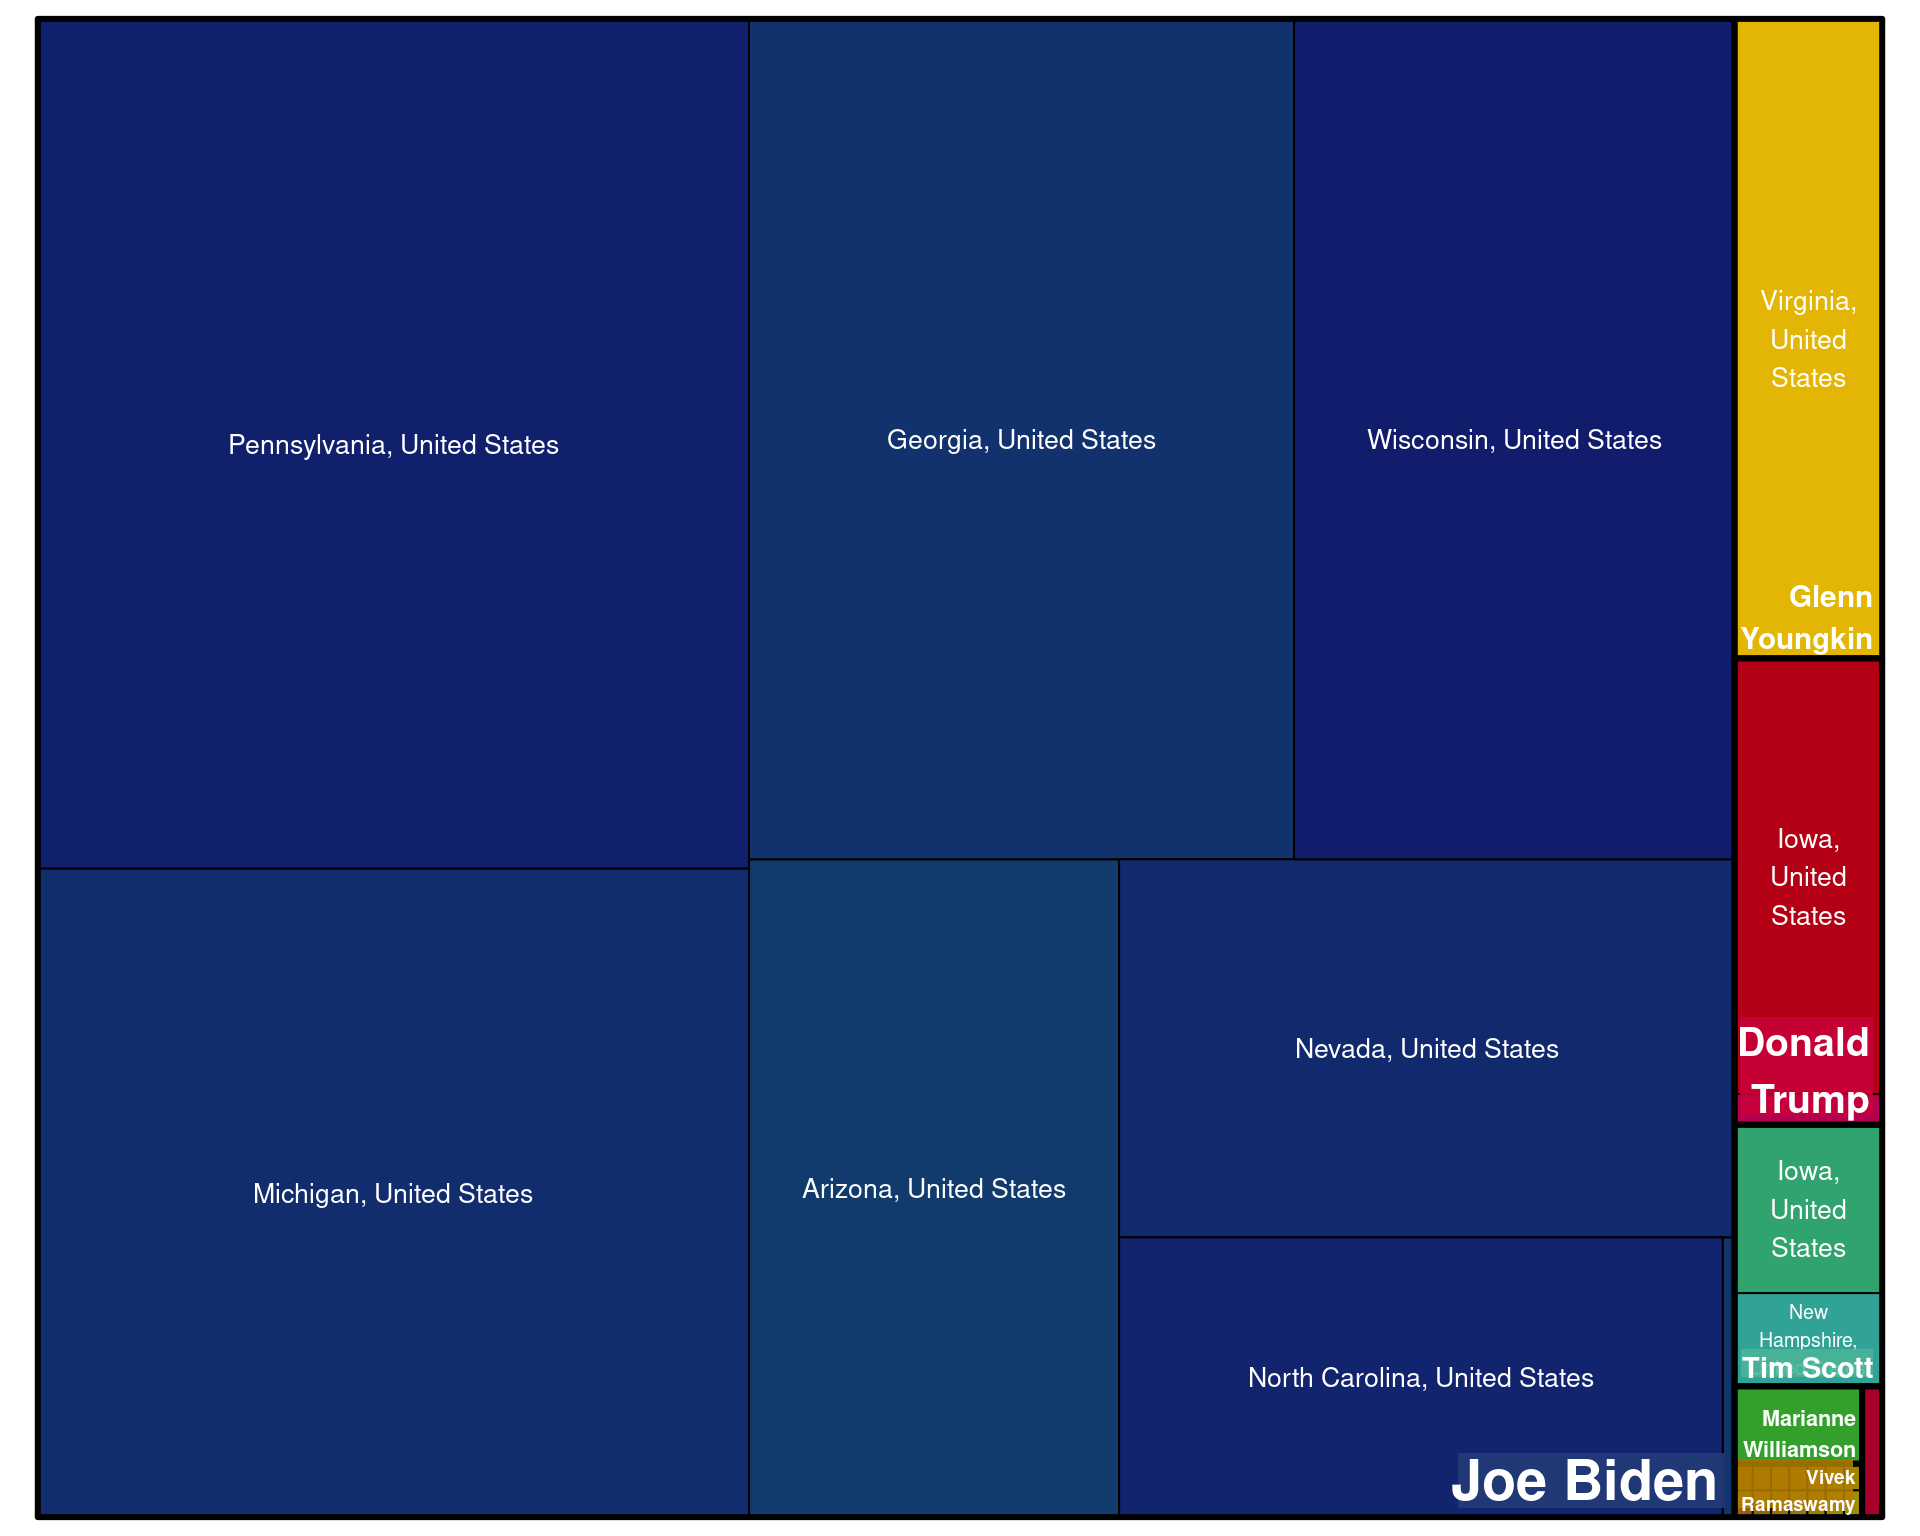 Pennsylvania, United States
Georgia, United States
Wisconsin, United States
Virginia,
United
States
Glenn
Youngkin
Michigan, United States
Arizona, United States
Nevada, United States
North Carolina, United States
Joe Biden
Iowa,
United
States
Donald
Trump
Iowa,
United
States
New
Hampshire,
Tim Scott
Marianne
Williamson
Vivek
Ramaswamy